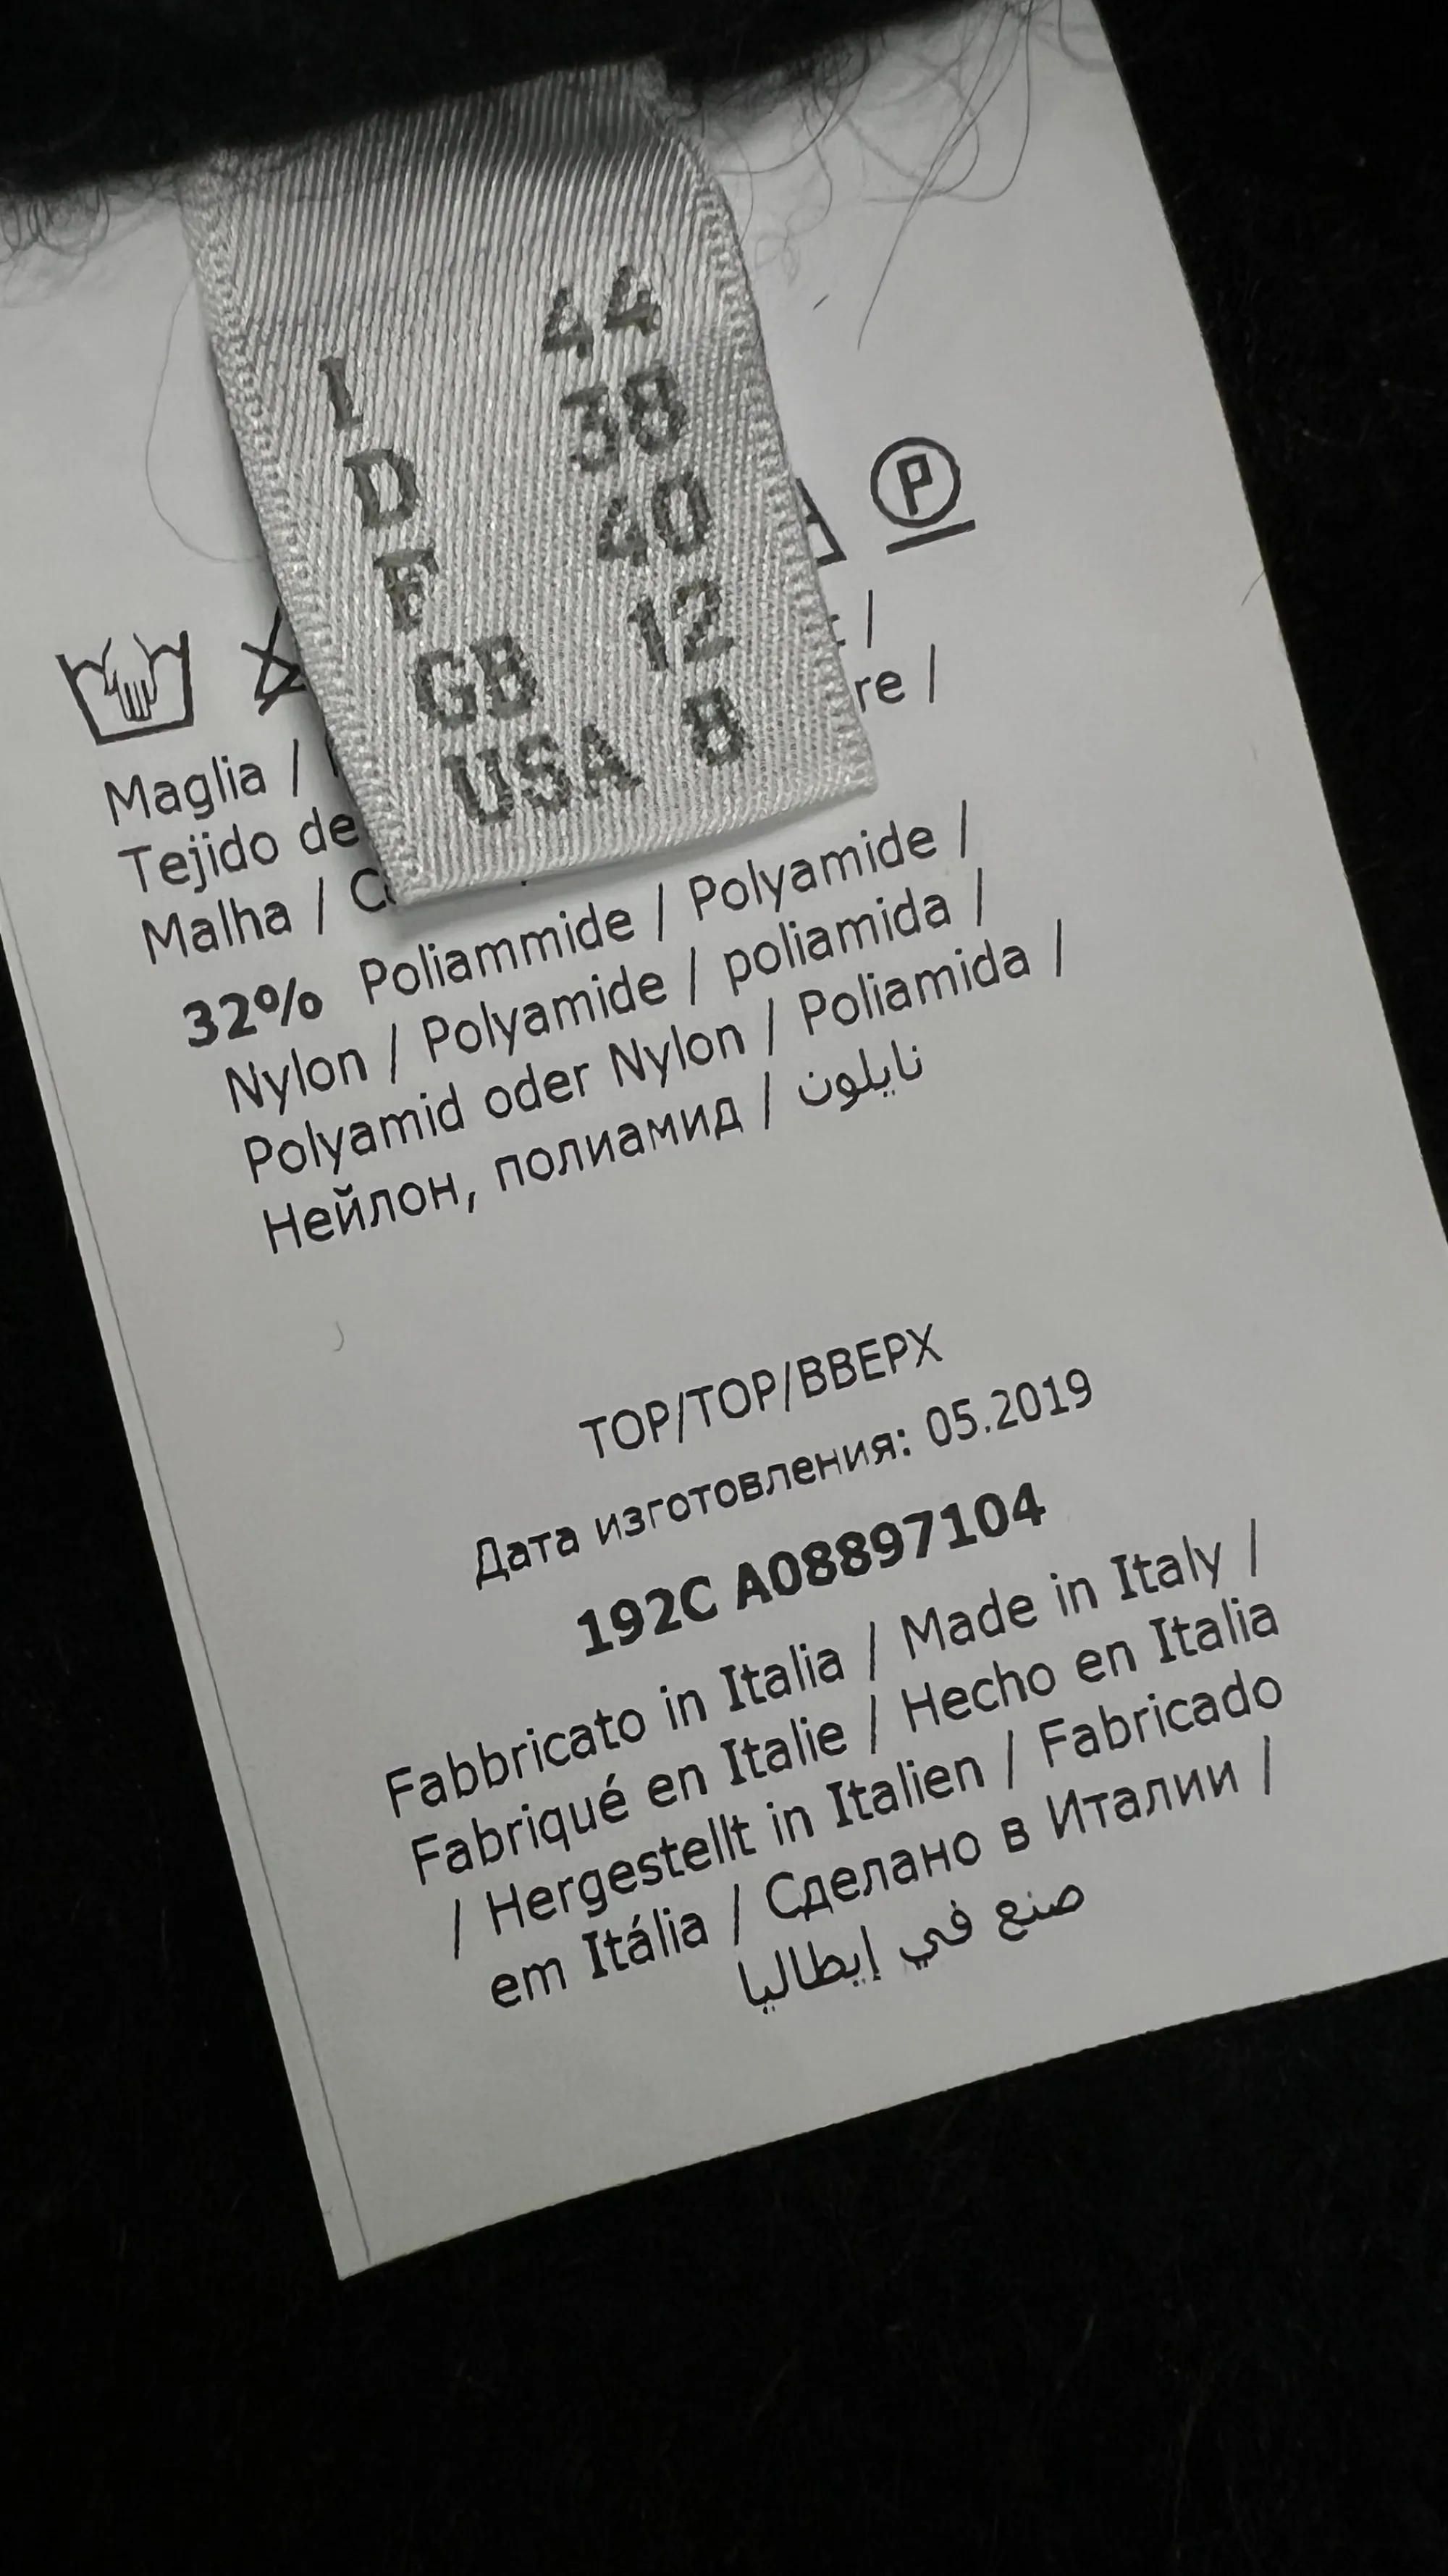 I 44
D 38
F 40
GB 12
USA 8
P
Maglia /
re /
Tejido de
Malha /
32% Poliammide / Polyamide /
Nylon / Polyamide / poliamida /
Polyamid oder Nylon / Poliamida /
Нейлон, полиамид / نايلون
TOP/TOP/ВВЕРХ
Дата изготовления: 05.2019
192C A08897104
Fabbricato in Italia / Made in Italy /
Fabriqué en Italie / Hecho en Italia
/ Hergestellt in Italien / Fabricado
em Itália / Сделано в Италии /
صنع في إيطاليا